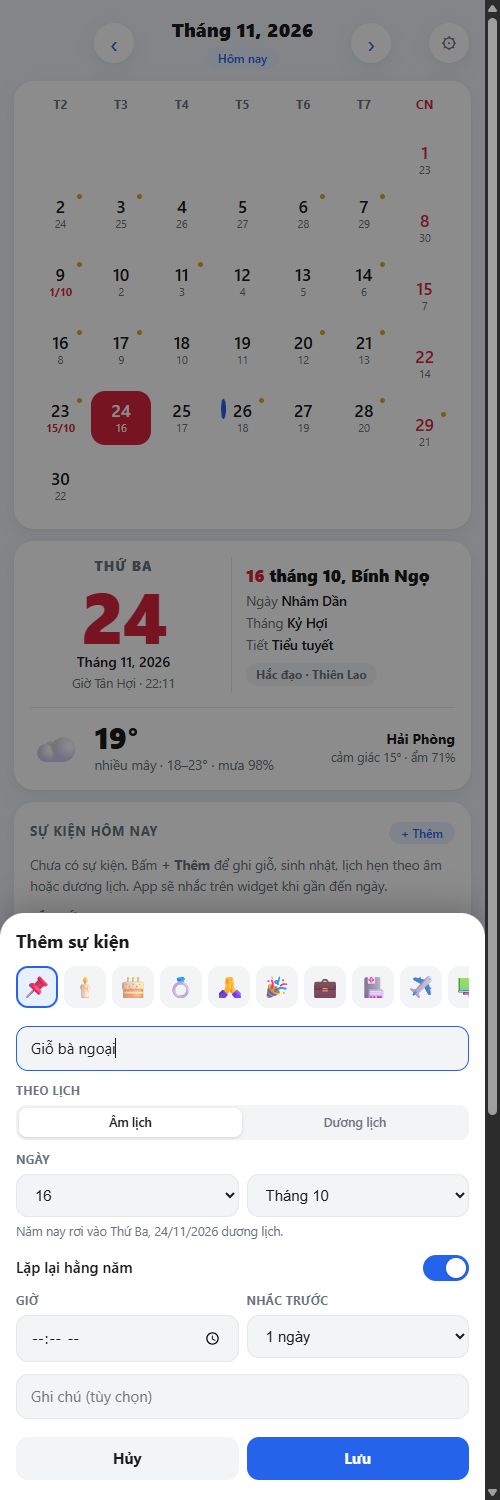 ‹ Tháng 11, 2026 ›
Hôm nay
T2 T3 T4 T5 T6 T7 CN
1
23
2 3 4 5 6 7 8
24 25 26 27 28 29 30
9 10 11 12 13 14 15
1/10 2 3 4 5 6 7
16 17 18 19 20 21 22
8 9 10 11 12 13 14
23 24 25 26 27 28 29
15/10 16 17 18 19 20 21
30
22
THỨ BA
24
Tháng 11, 2026
Giờ Tân Hợi · 22:11
16 tháng 10, Bính Ngọ
Ngày Nhâm Dần
Tháng Kỷ Hợi
Tiết Tiểu tuyết
Hắc đạo · Thiên Lao
19°
nhiều mây · 18–23° · mưa 98%
Hải Phòng
cảm giác 15° · ẩm 71%
SỰ KIỆN HÔM NAY
+ Thêm
Chưa có sự kiện. Bấm + Thêm để ghi giỗ, sinh nhật, lịch hẹn theo âm
hoặc dương lịch. App sẽ nhắc trên widget khi gần đến ngày.
Thêm sự kiện
Giỗ bà ngoại
THEO LỊCH
Âm lịch Dương lịch
NGÀY
16 Tháng 10
Năm nay rơi vào Thứ Ba, 24/11/2026 dương lịch.
Lặp lại hằng năm
GIỜ NHẮC TRƯỚC
--:-- -- 1 ngày
Ghi chú (tùy chọn)
Hủy Lưu